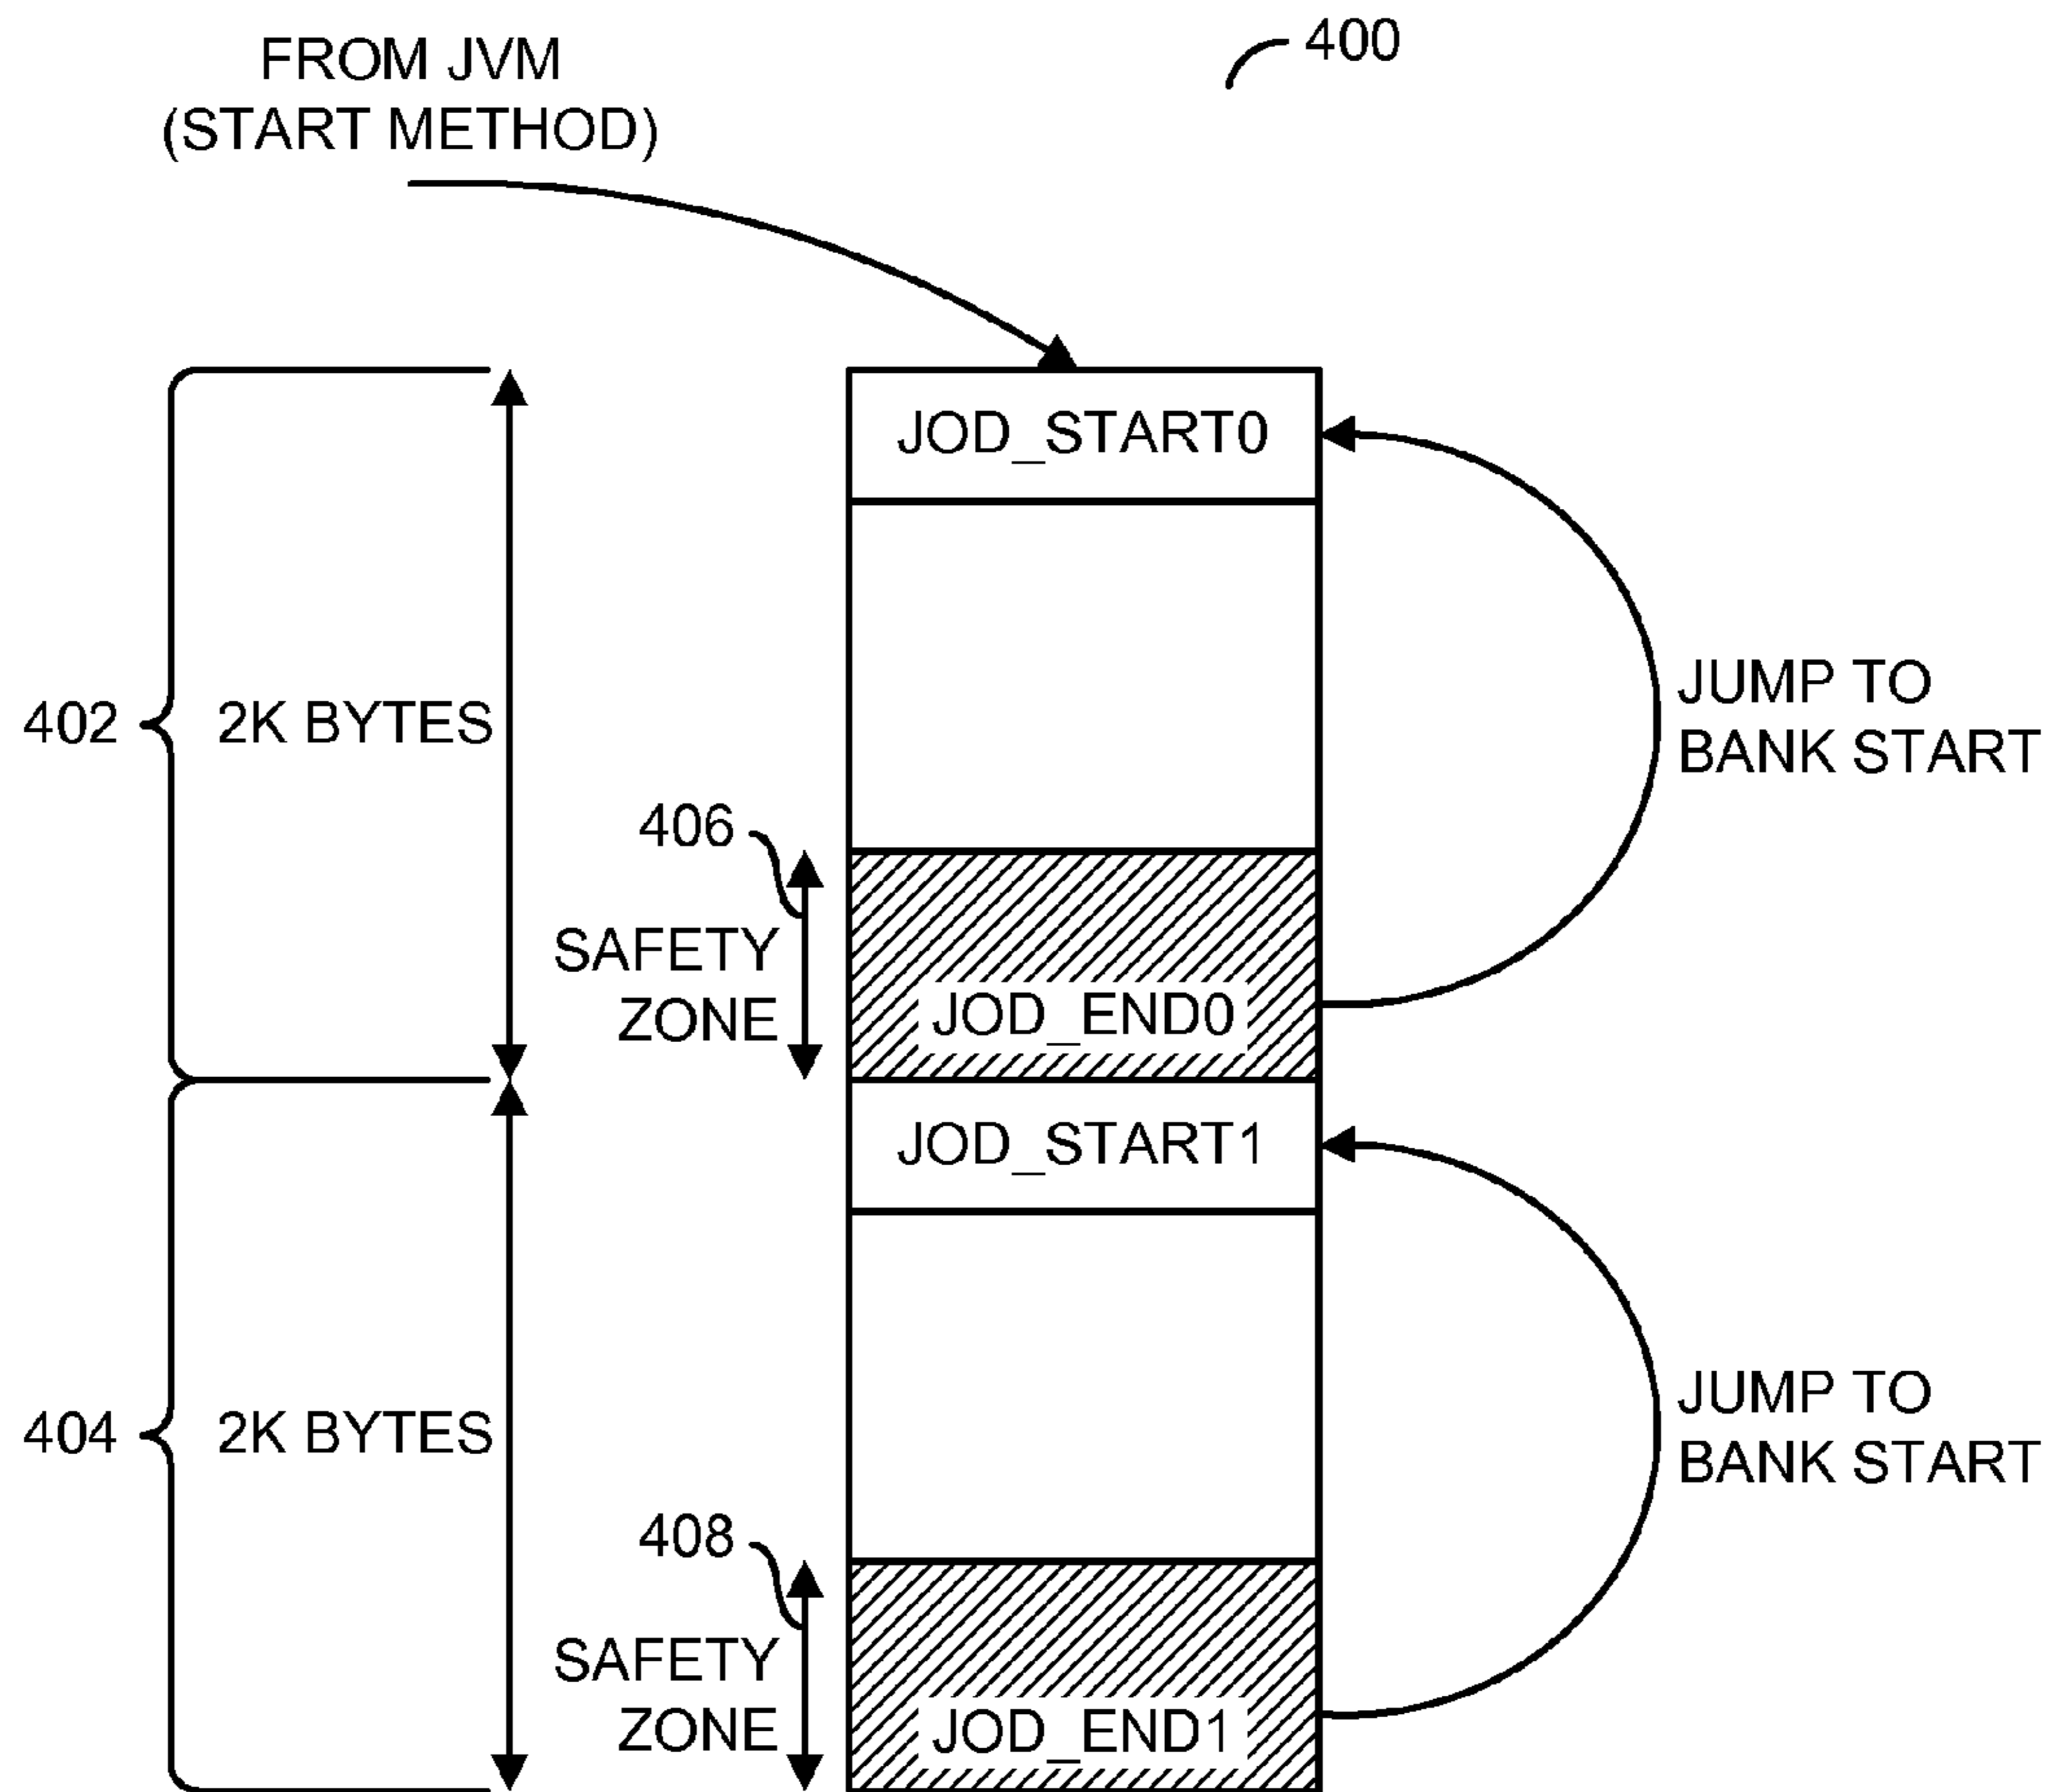 FROM JVM
(START METHOD)
400
JOD_START0
402
2K BYTES
JUMP TO
BANK START
406
SAFETY
ZONE
JOD_END0
JOD_START1
404
2K BYTES
JUMP TO
BANK START
408
SAFETY
ZONE
JOD_END1